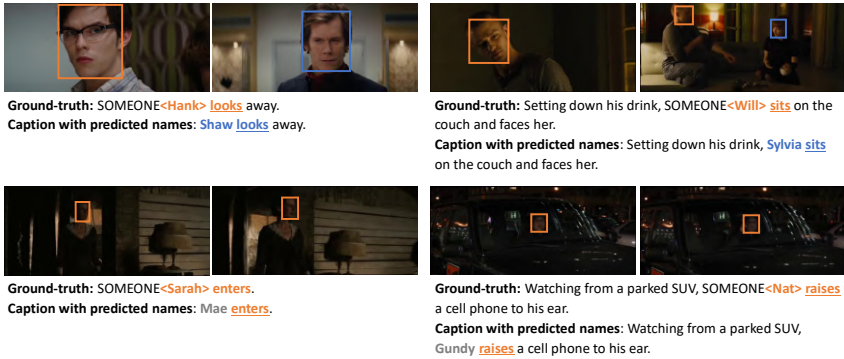 Ground-truth: SOMEONE<Hank> looks away.
Caption with predicted names: Shaw looks away.
Ground-truth: Setting down his drink, SOMEONE<Will> sits on the
couch and faces her.
Caption with predicted names: Setting down his drink, Sylvia sits
on the couch and faces her.
Ground-truth: SOMEONE<Sarah> enters.
Caption with predicted names: Mae enters.
Ground-truth: Watching from a parked SUV, SOMEONE<Nat> raises
a cell phone to his ear.
Caption with predicted names: Watching from a parked SUV,
Gundy raises a cell phone to his ear.